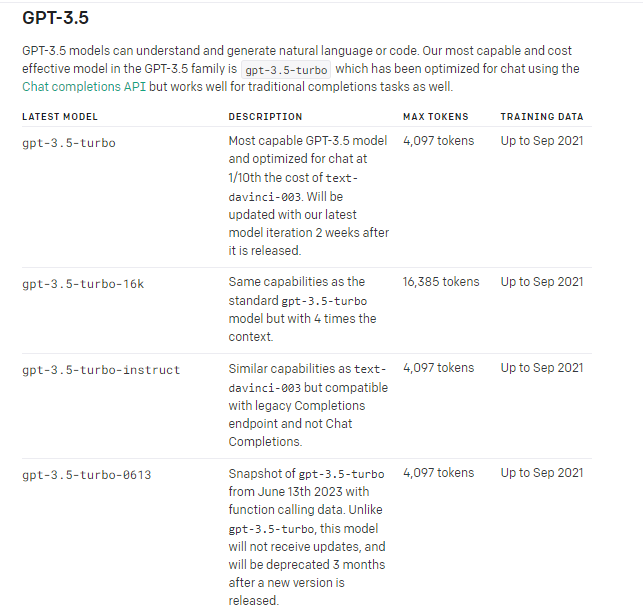 GPT-3.5
GPT-3.5 models can understand and generate natural language or code. Our most capable and cost
effective model in the GPT-3.5 family is gpt-3.5-turbo which has been optimized for chat using the
Chat completions API but works well for traditional completions tasks as well.
LATEST MODEL DESCRIPTION MAX TOKENS TRAINING DATA
gpt-3.5-turbo Most capable GPT-3.5 model 4,097 tokens Up to Sep 2021
and optimized for chat at
1/10th the cost of text-
davinci-003. Will be
updated with our latest
model iteration 2 weeks after
it is released.
gpt-3.5-turbo-16k Same capabilities as the 16,385 tokens Up to Sep 2021
standard gpt-3.5-turbo
model but with 4 times the
context.
gpt-3.5-turbo-instruct Similar capabilities as text- 4,097 tokens Up to Sep 2021
davinci-003 but compatible
with legacy Completions
endpoint and not Chat
Completions.
gpt-3.5-turbo-0613 Snapshot of gpt-3.5-turbo 4,097 tokens Up to Sep 2021
from June 13th 2023 with
function calling data. Unlike
gpt-3.5-turbo, this model
will not receive updates, and
will be deprecated 3 months
after a new version is
released.